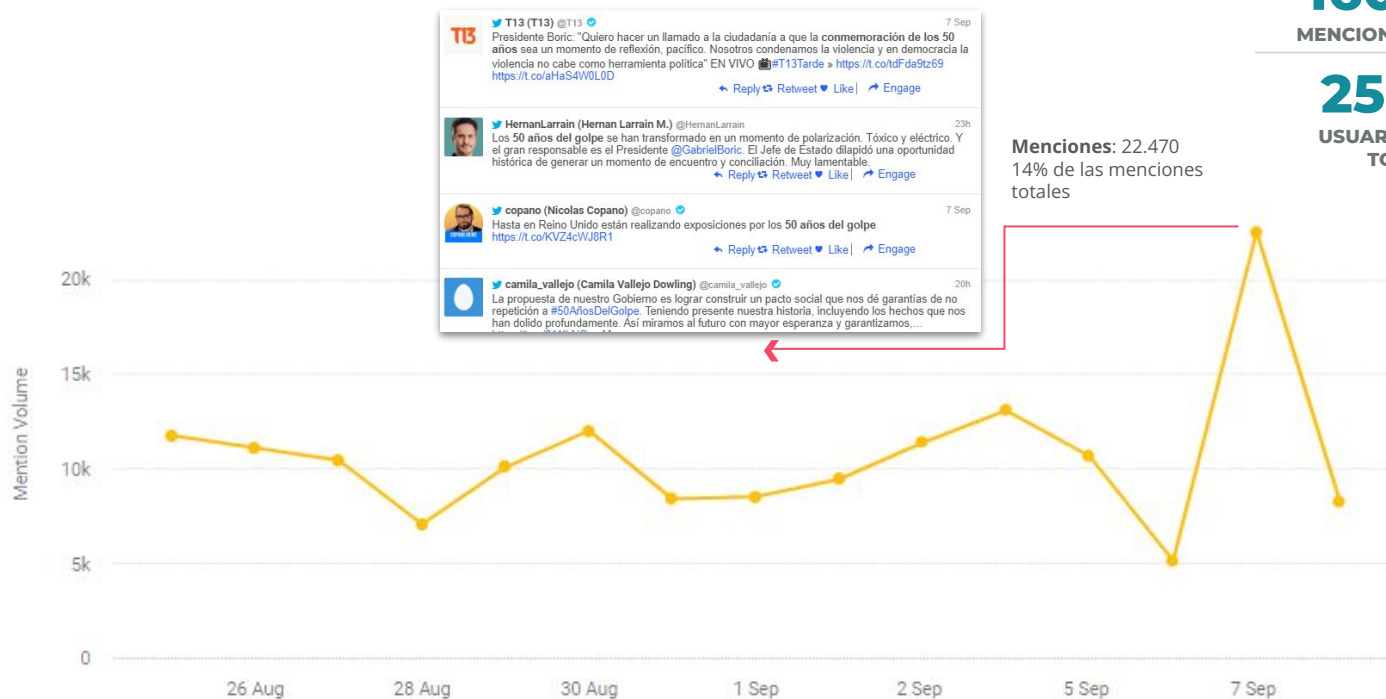 T13
T13 (T13) @T13 7 Sep
Presidente Boric: "Quiero hacer un llamado a la ciudadanía a que la conmemoración de los 50
años sea un momento de reflexión, pacífico. Nosotros condenamos la violencia y en democracia la
violencia no cabe como herramienta política" EN VIVO #T13Tarde » https://t.co/tdFda9tz69
https://t.co/aHaS4W0L0D
Reply Retweet Like | Engage
HernanLarrain (Hernan Larrain M.) @HernanLarrain 23h
Los 50 años del golpe se han transformado en un momento de polarización. Tóxico y eléctrico. Y
el gran responsable es el Presidente @GabrielBoric. El Jefe de Estado dilapidó una oportunidad
histórica de generar un momento de encuentro y conciliación. Muy lamentable.
Reply Retweet Like | Engage
copano (Nicolas Copano) @copano 7 Sep
Hasta en Reino Unido están realizando exposiciones por los 50 años del golpe
https://t.co/KVZ4cWJ8R1
Reply Retweet Like | Engage
camila_vallejo (Camila Vallejo Dowling) @camila_vallejo 20h
La propuesta de nuestro Gobierno es lograr construir un pacto social que nos dé garantías de no
repetición a #50AñosDelGolpe. Teniendo presente nuestra historia, incluyendo los hechos que nos
han dolido profundamente. Así miramos al futuro con mayor esperanza y garantizamos,…
MENCION
25
USUAR
TO
Menciones: 22.470
14% de las menciones
totales
Mention Volume
20k
15k
10k
5k
0
26 Aug
28 Aug
30 Aug
1 Sep
2 Sep
5 Sep
7 Sep